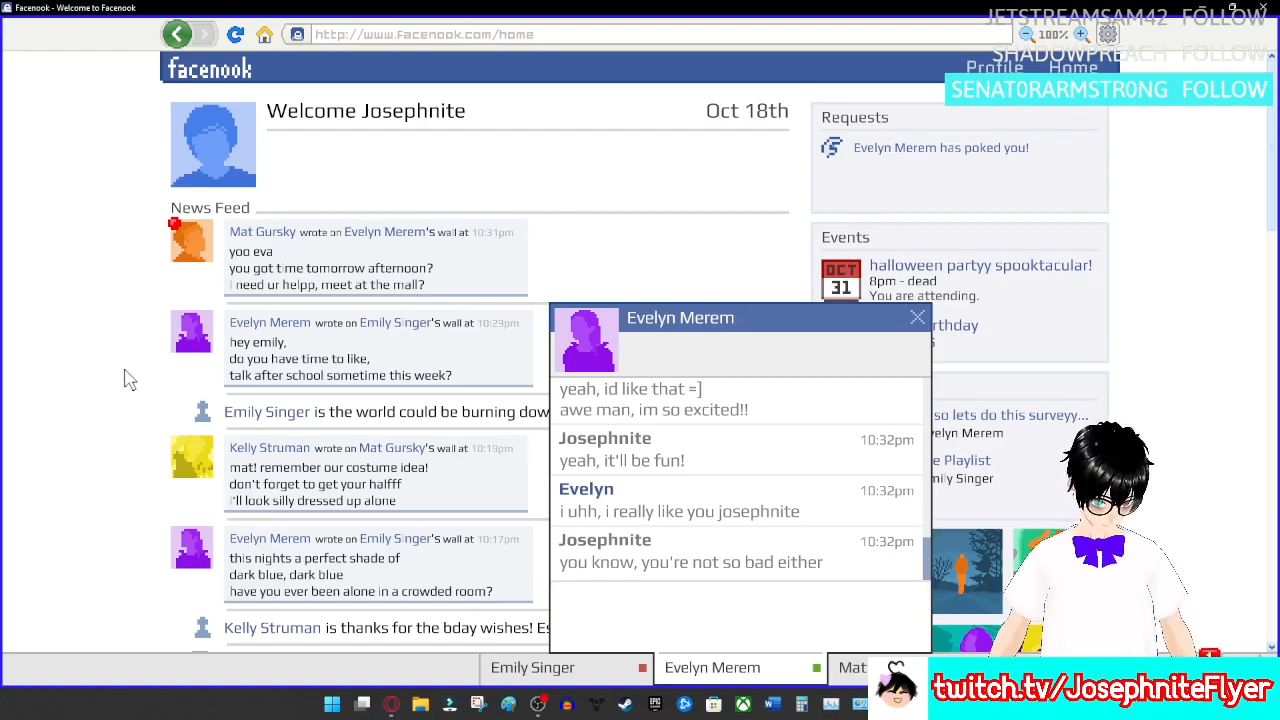 Facenook - Welcome to Facenook
JETSTREAMSAM42 FOLLOW
http://www.facenook.com/home
100%
SHADOWPREACH FOLLOW
facenook
Profile Home
SENAT0RARMSTR0NG FOLLOW
Welcome Josephnite
Oct 18th
Requests
Evelyn Merem has poked you!
News Feed
Mat Gursky wrote on Evelyn Merem's wall at 10:31pm
yoo eva
you got time tomorrow afternoon?
i need ur helpp, meet at the mall?
Events
OCT
31
halloween partyy spooktacular!
8pm - dead
You are attending.
rthday
Evelyn Merem wrote on Emily Singer's wall at 10:29pm
hey emily,
do you have time to like,
talk after school sometime this week?
Emily Singer is the world could be burning dow
Kelly Struman wrote on Mat Gursky's wall at 10:19pm
mat! remember our costume idea!
don't forget to get your halfff
i'll look silly dressed up alone
Evelyn Merem wrote on Emily Singer's wall at 10:17pm
this nights a perfect shade of
dark blue, dark blue
have you ever been alone in a crowded room?
Kelly Struman is thanks for the bday wishes! Es
Evelyn Merem
yeah, id like that =]
awe man, im so excited!!
Josephnite 10:32pm
yeah, it'll be fun!
Evelyn 10:32pm
i uhh, i really like you josephnite
Josephnite 10:32pm
you know, you're not so bad either
so lets do this surveyy...
velyn Merem
e Playlist
mily Singer
Emily Singer
Evelyn Merem
Mat
twitch.tv/JosephniteFlyer